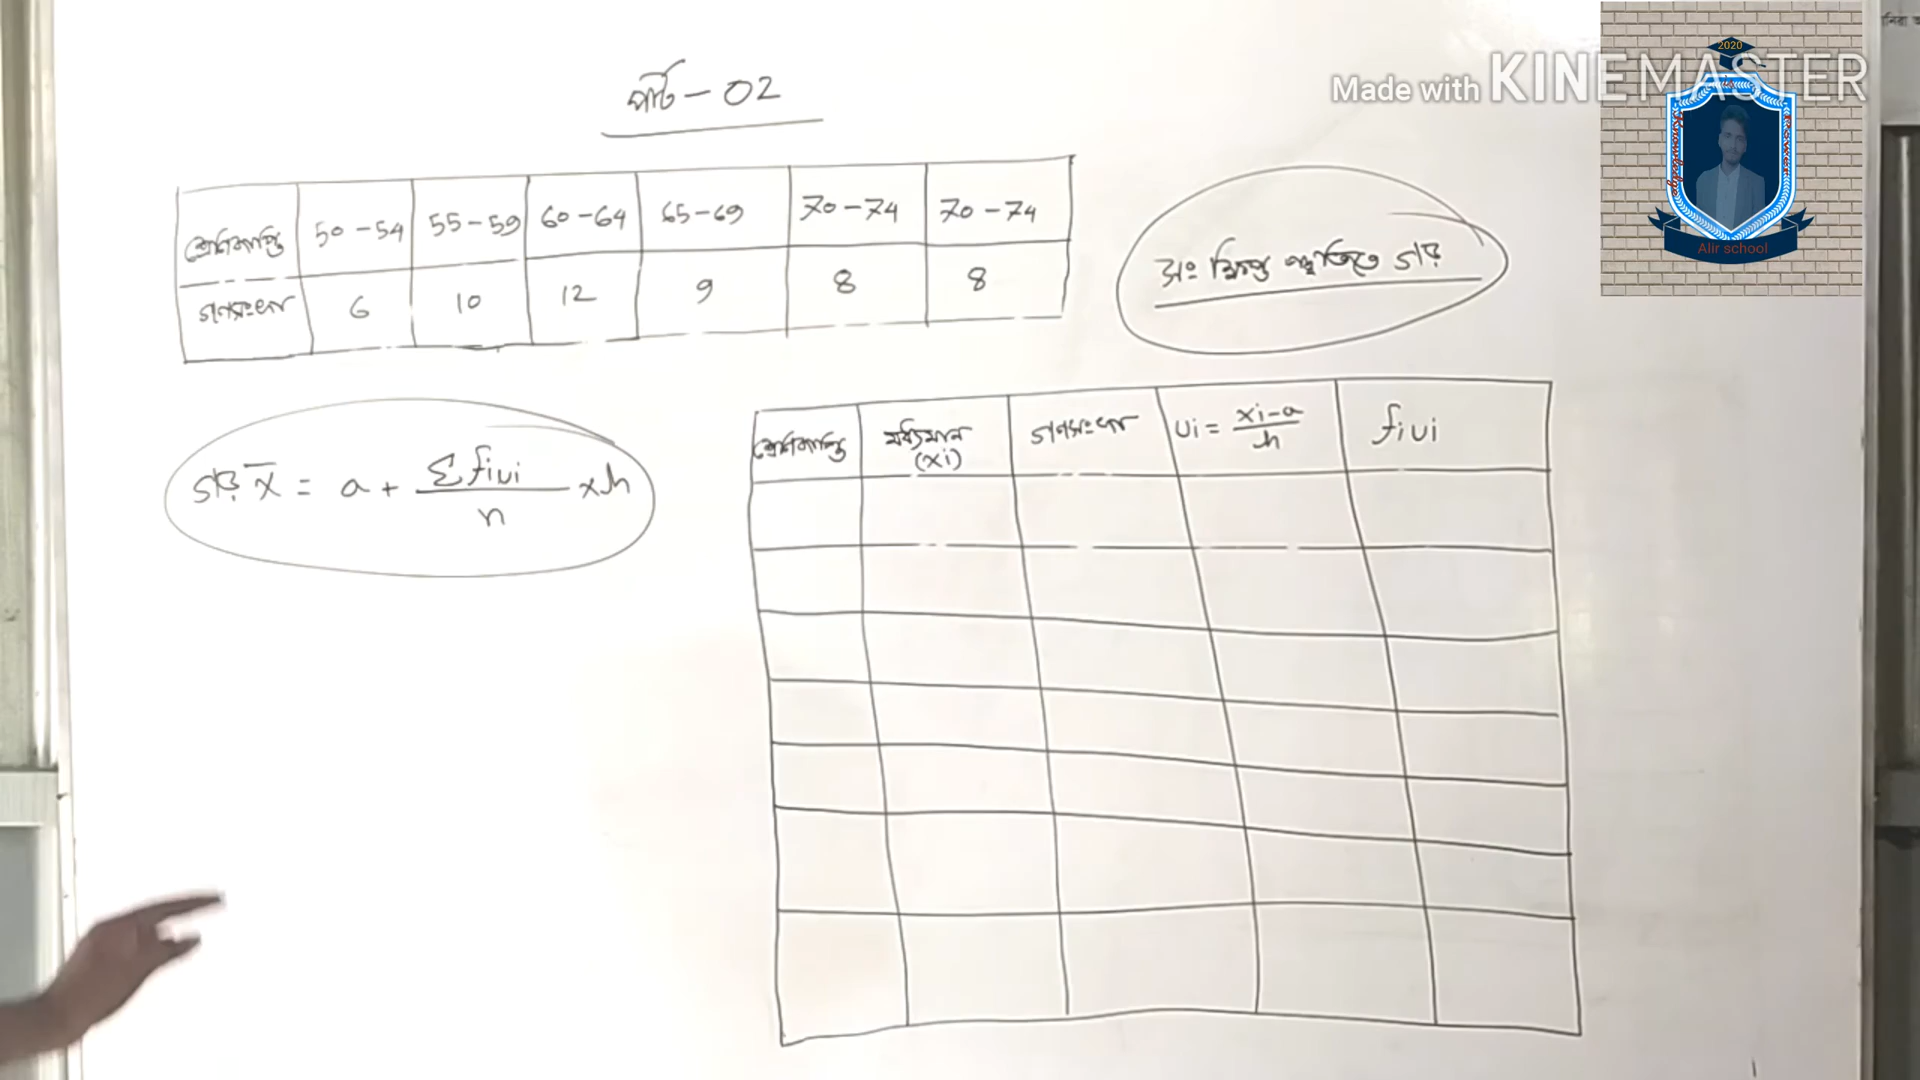 পার্ট - 02
শ্রেণিব্যাপ্তি 50-54 55-59 60-64 65-69 70-74 70-74
গণসংখ্যা 6 10 12 9 8 8
সংক্ষিপ্ত পদ্ধতিতে গড়
গড় x̄ = a + Σfiui/n × h
শ্রেণিব্যাপ্তি মধ্যমান (xi) গণসংখ্যা ui = xi-a/h fiui
Made with KINEMASTER
2020
Knowledge
Power
Alir school